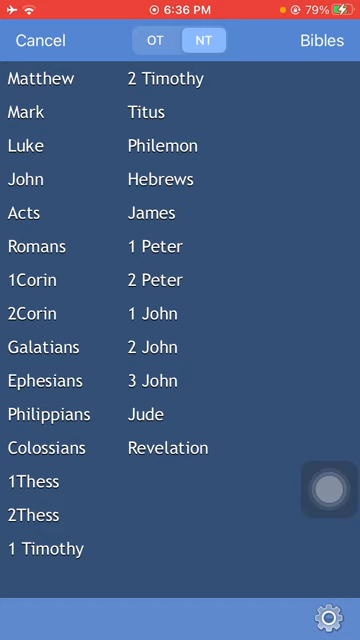 6:36 PM
79%
Cancel
OT
NT
Bibles
Matthew
Mark
Luke
John
Acts
Romans
1Corin
2Corin
Galatians
Ephesians
Philippians
Colossians
1Thess
2Thess
1 Timothy
2 Timothy
Titus
Philemon
Hebrews
James
1 Peter
2 Peter
1 John
2 John
3 John
Jude
Revelation